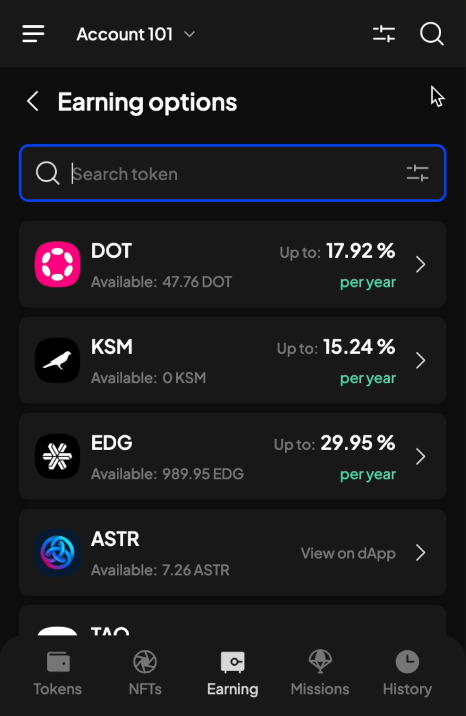 Account 101
Earning options
Search token
DOT
Up to: 17.92 %
Available: 47.76 DOT
per year
KSM
Up to: 15.24 %
Available: 0 KSM
per year
EDG
Up to: 29.95 %
Available: 989.95 EDG
per year
ASTR
View on dApp
Available: 7.26 ASTR
TAO
Tokens
NFTs
Earning
Missions
History